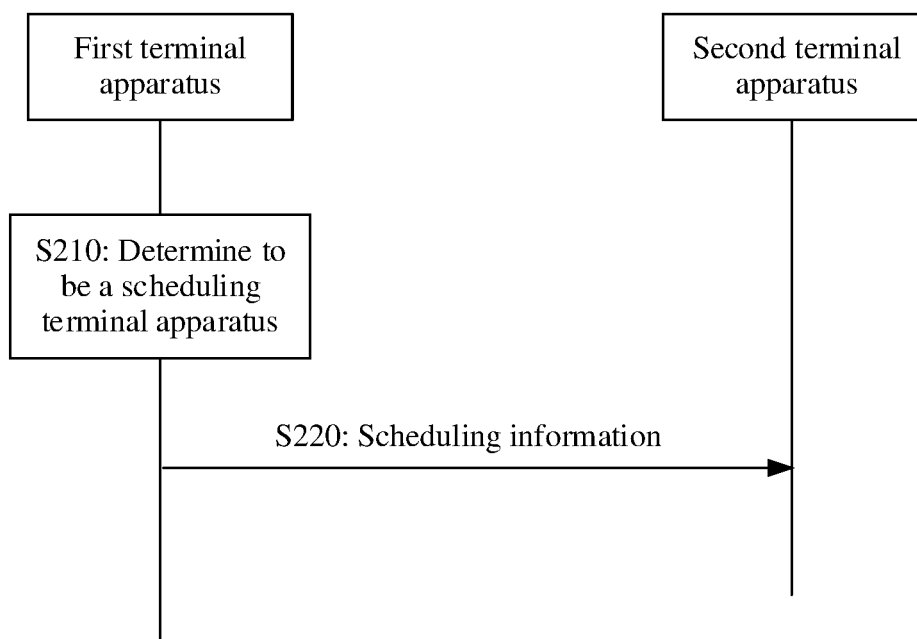 First terminal
apparatus
Second terminal
apparatus
S210: Determine to
be a scheduling
terminal apparatus
S220: Scheduling information